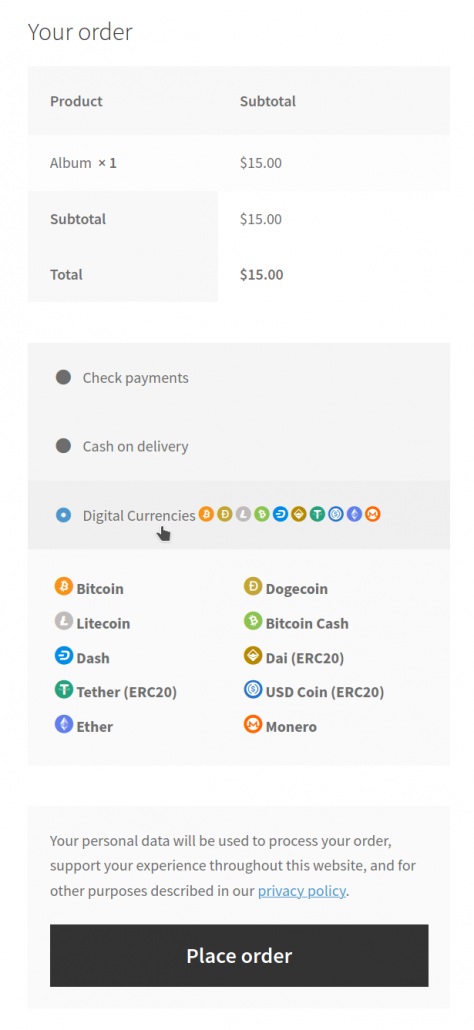 Your order
Product Subtotal
Album × 1 $15.00
Subtotal $15.00
Total $15.00
Check payments
Cash on delivery
Digital Currencies
Bitcoin Dogecoin
Litecoin Bitcoin Cash
Dash Dai (ERC20)
Tether (ERC20) USD Coin (ERC20)
Ether Monero
Your personal data will be used to process your order,
support your experience throughout this website, and for
other purposes described in our privacy policy.
Place order